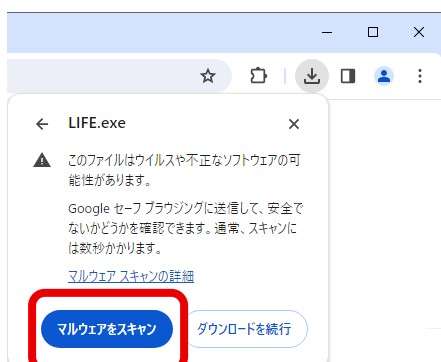 LIFE.exe
このファイルはウイルスや不正なソフトウェアの可
能性があります。
Google セーフ ブラウジングに送信して、安全で
ないかどうかを確認できます。通常、スキャンに
は数秒かかります。
マルウェア スキャンの詳細
マルウェアをスキャン
ダウンロードを続行